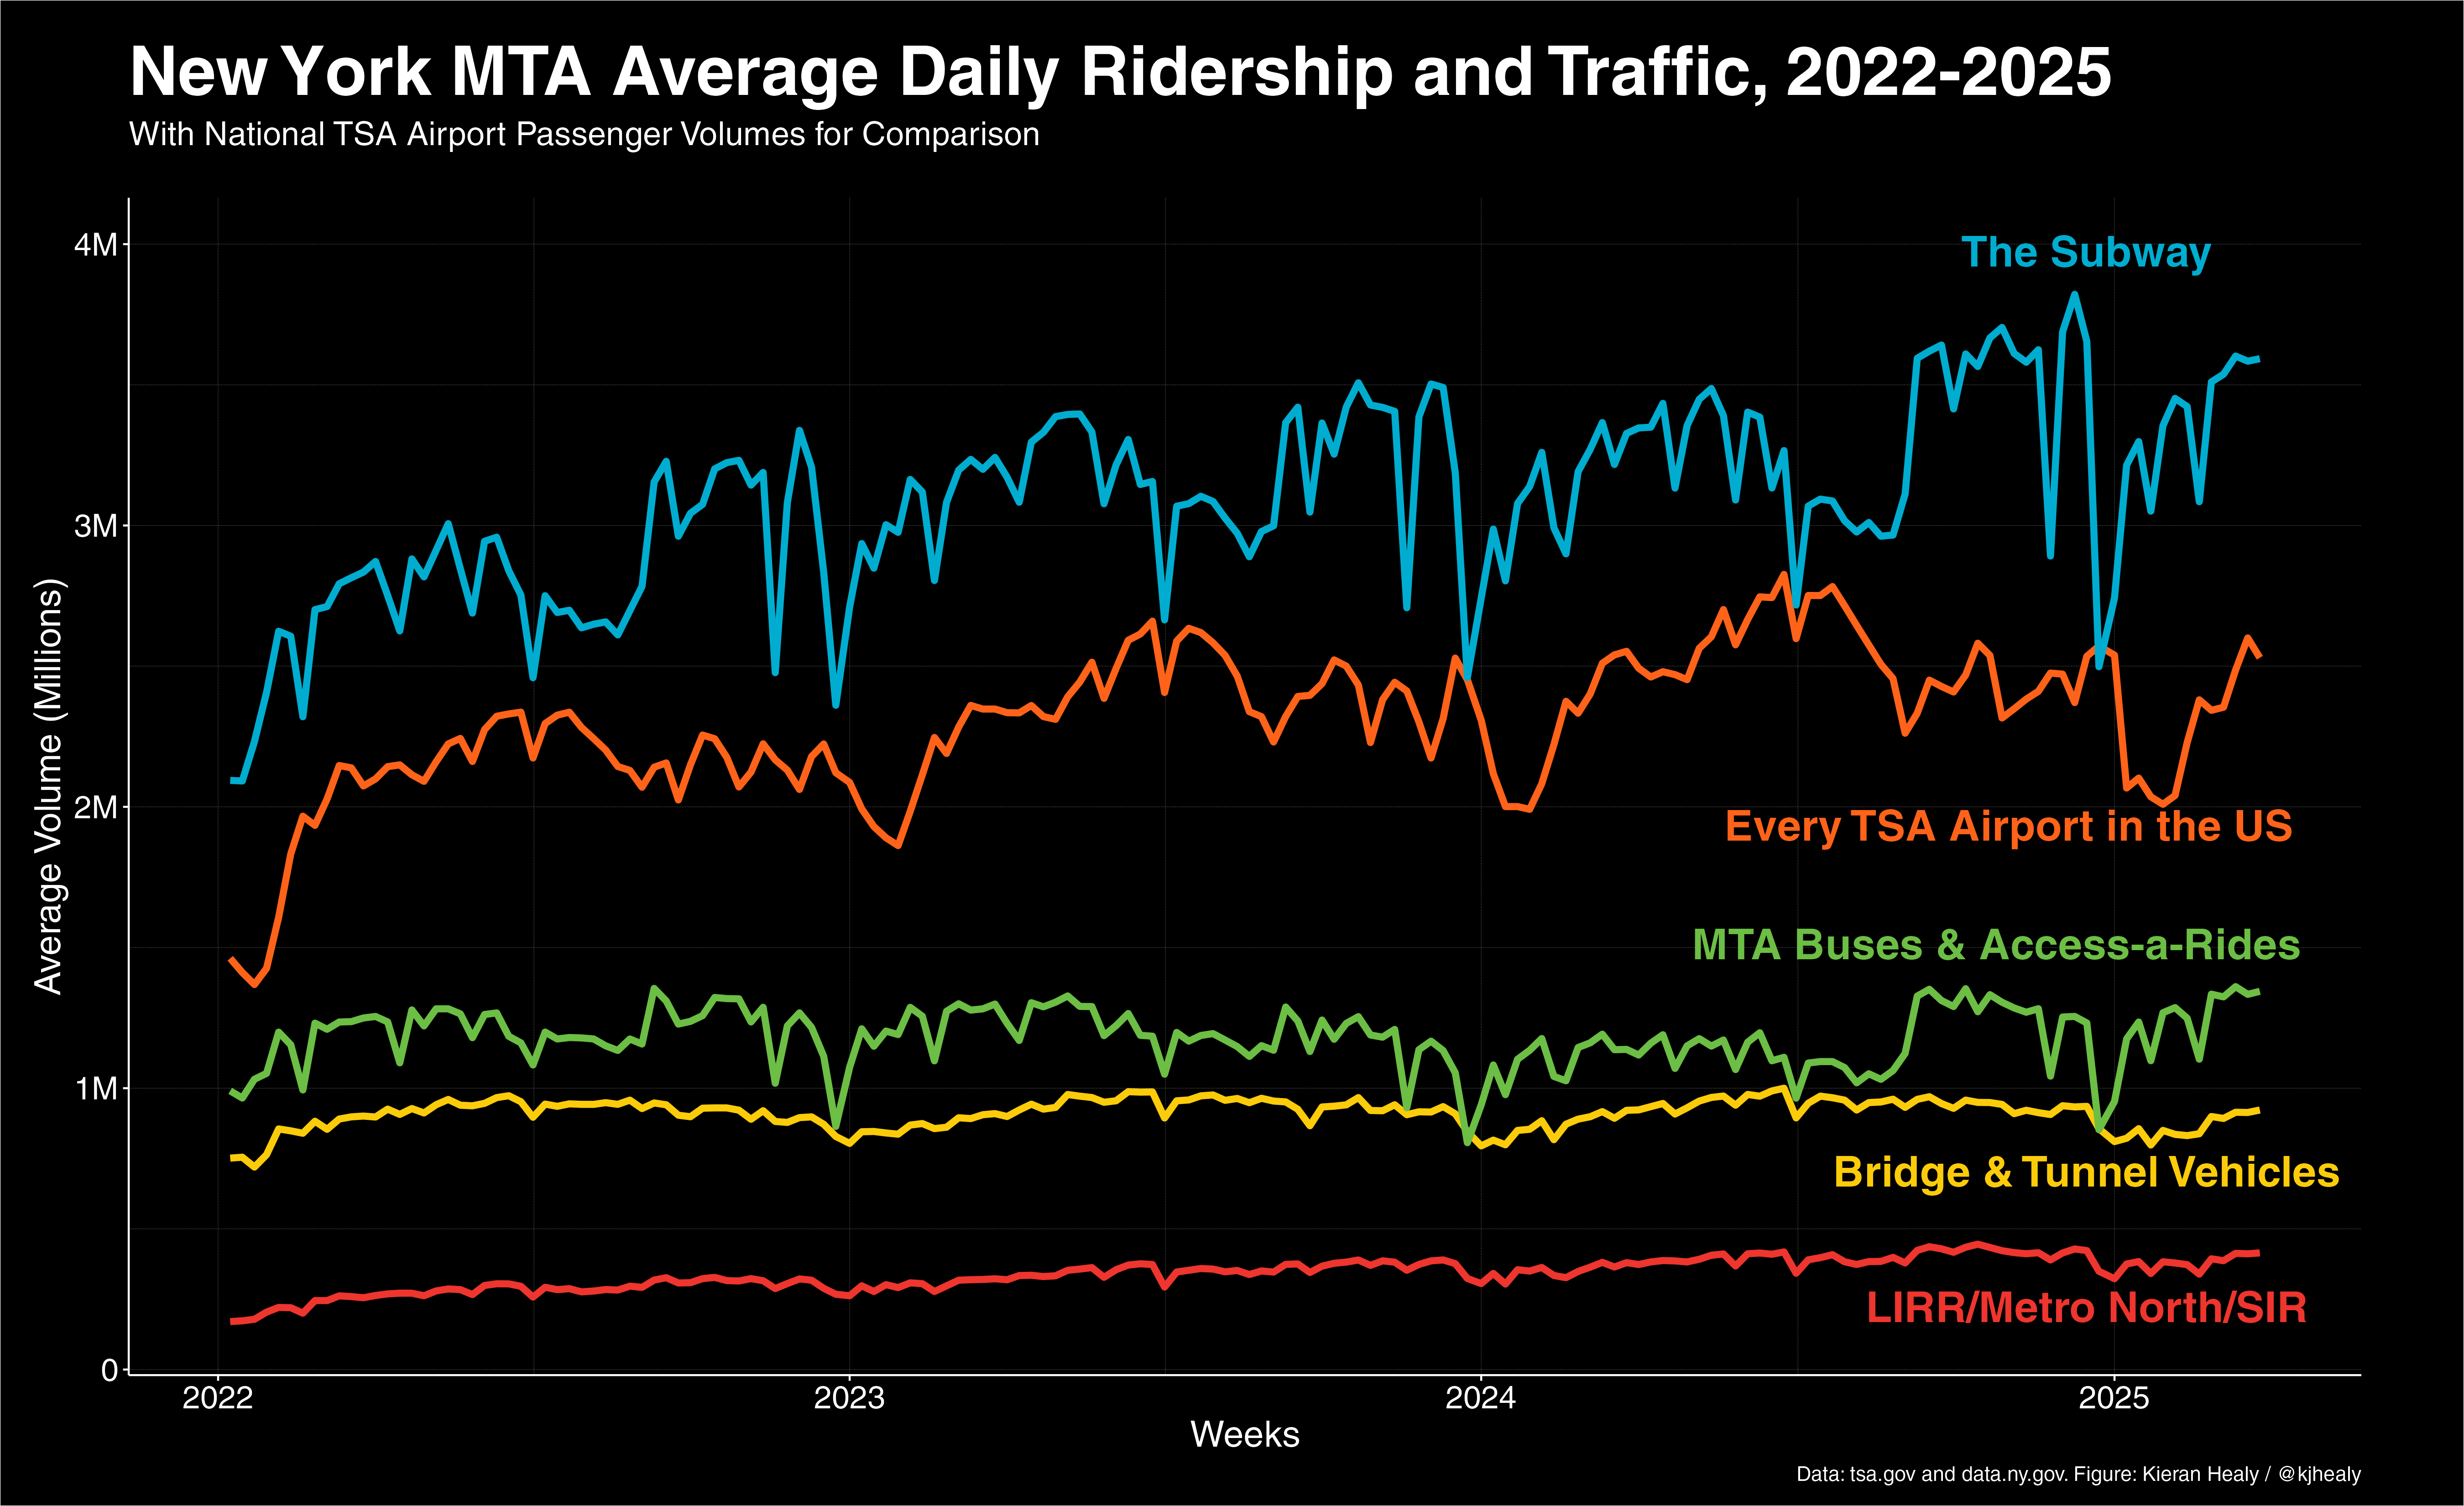 New York MTA Average Daily Ridership and Traffic, 2022-2025
With National TSA Airport Passenger Volumes for Comparison
Average Volume (Millions)
4M
3M
2M
1M
0
The Subway
Every TSA Airport in the US
MTA Buses & Access-a-Rides
Bridge & Tunnel Vehicles
LIRR/Metro North/SIR
2022
2023
2024
2025
Weeks
Data: tsa.gov and data.ny.gov. Figure: Kieran Healy / @kjhealy